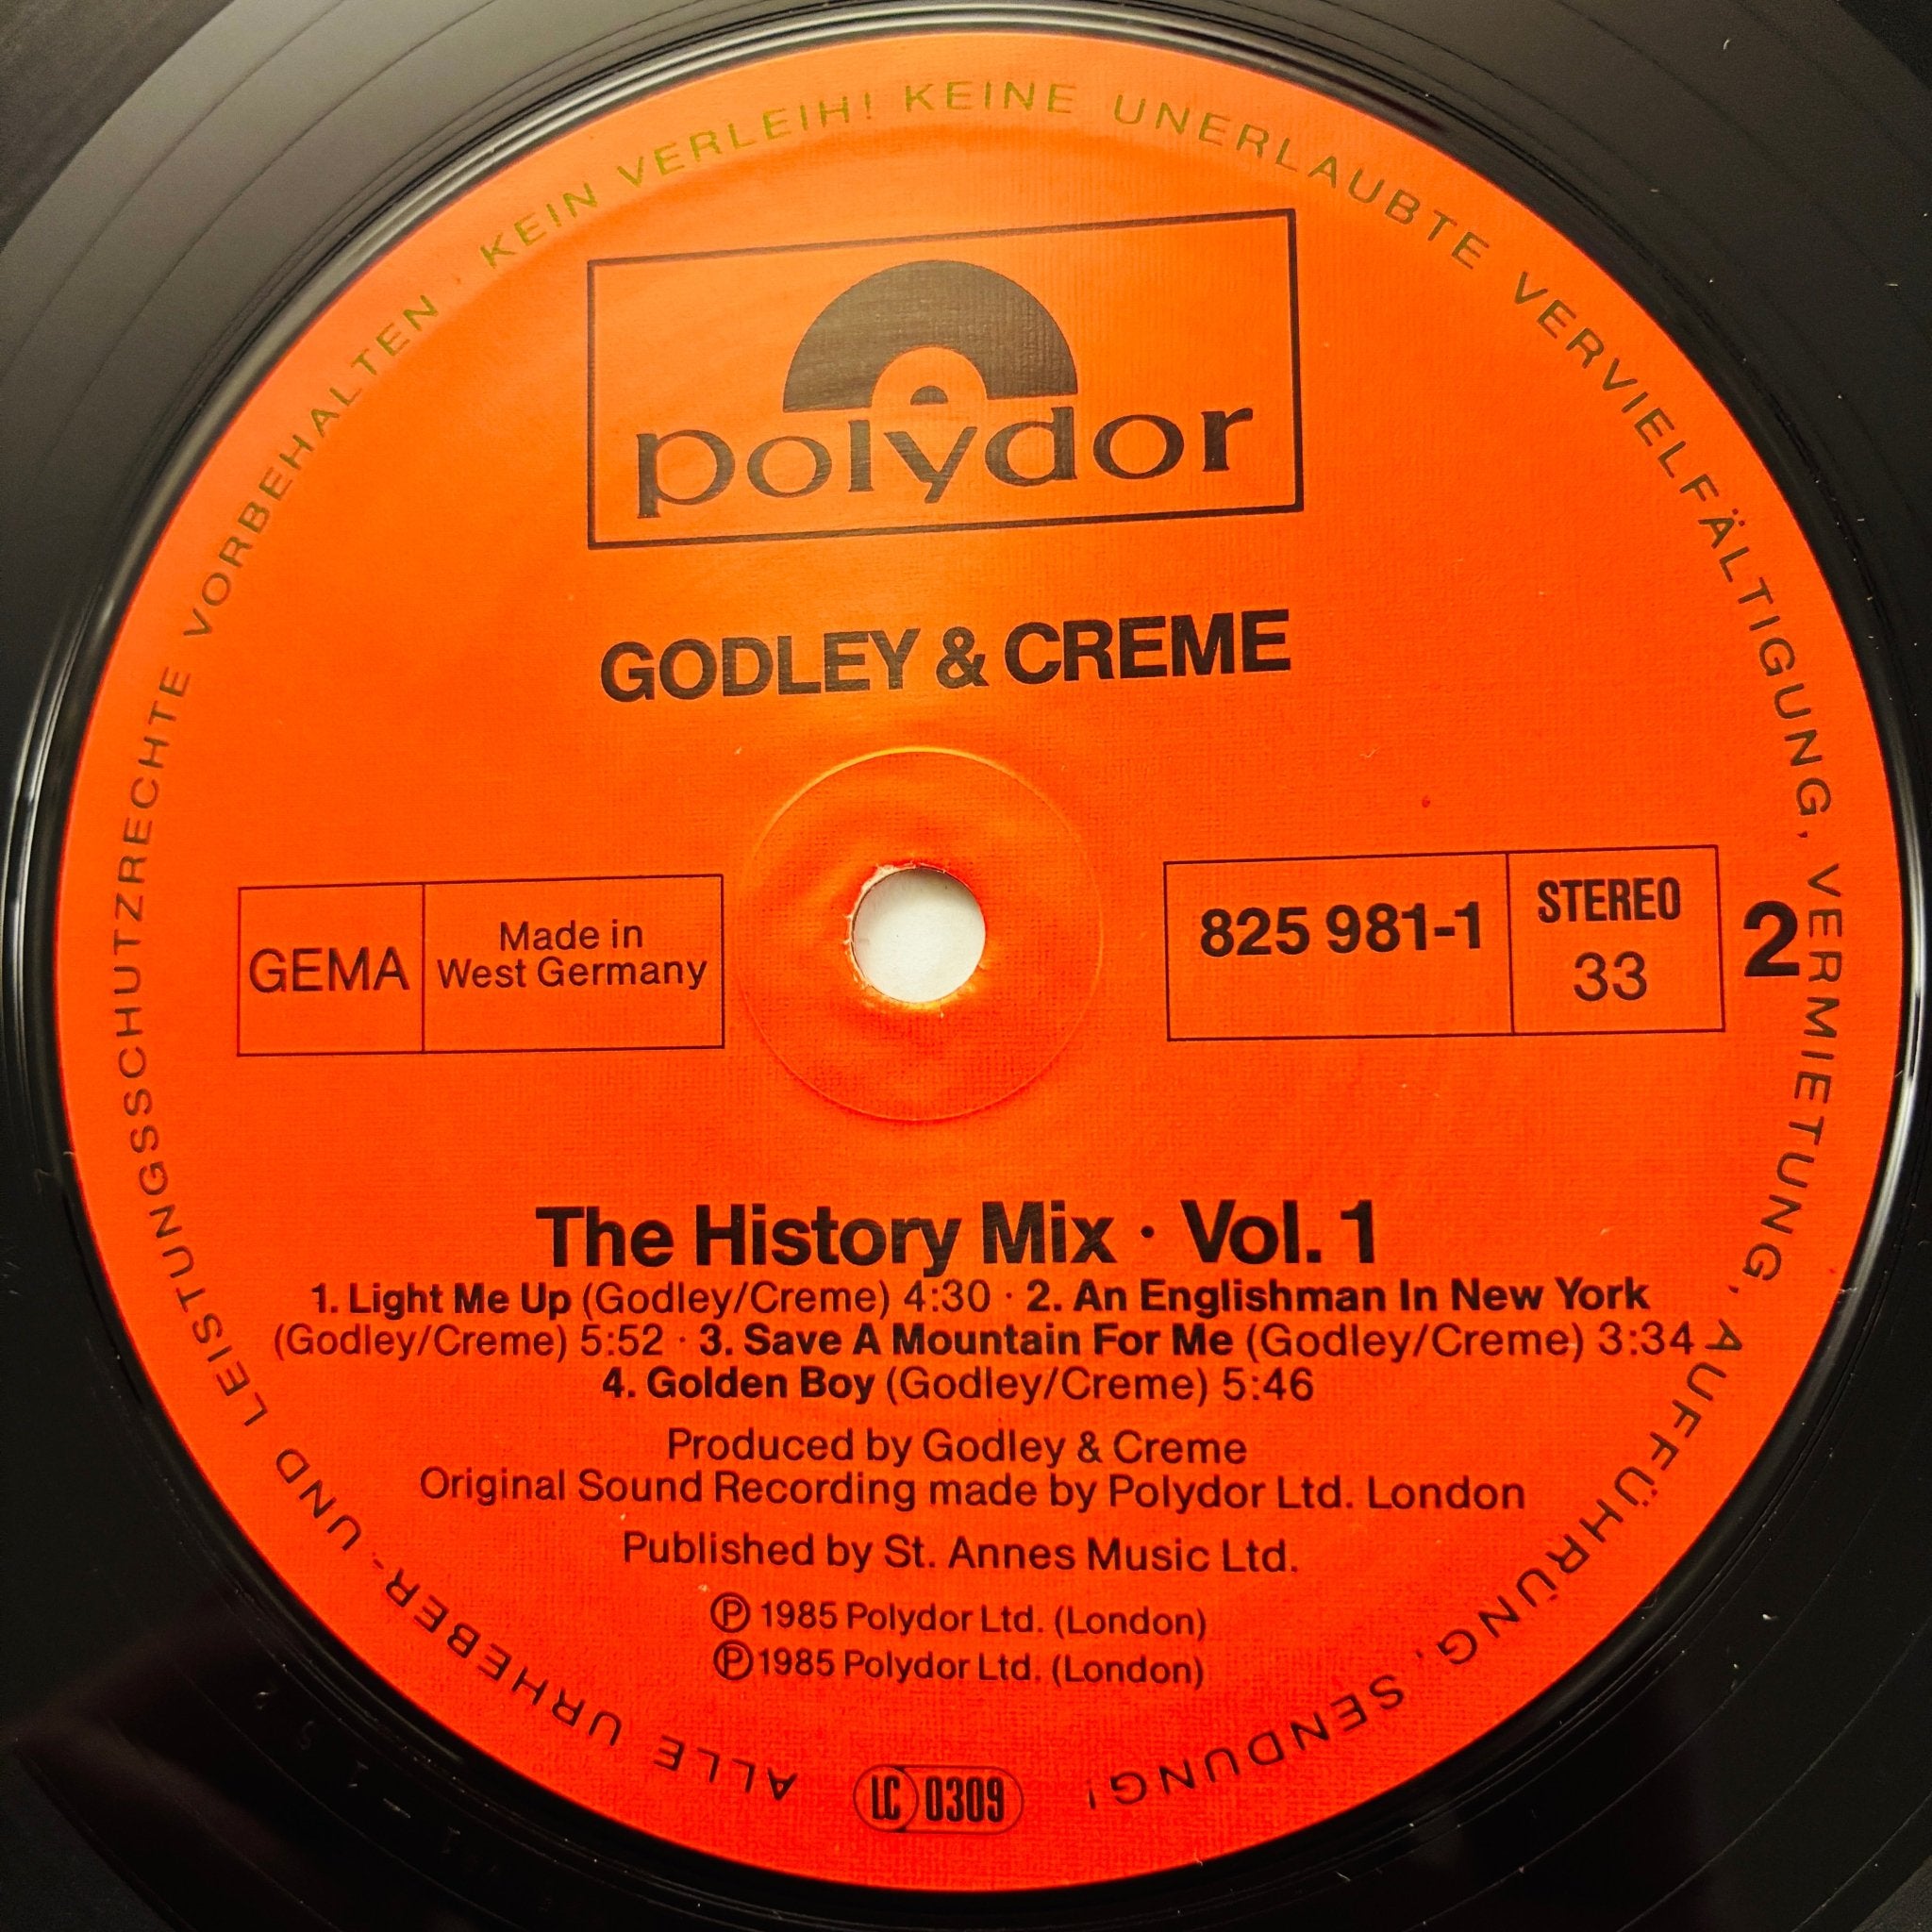 ALLE URHEBER- UND LEISTUNGSSCHUTZRECHTE VORBEHALTEN · KEIN VERLEIH! KEINE UNERLAUBTE VERVIELFÄLTIGUNG, VERMIETUNG, AUFFÜHRUNG, SENDUNG!
polydor
GODLEY & CREME
GEMA
Made in
West Germany
825 981-1
STEREO
33
2
The History Mix · Vol. 1
1. Light Me Up (Godley/Creme) 4:30 · 2. An Englishman In New York
(Godley/Creme) 5:52 · 3. Save A Mountain For Me (Godley/Creme) 3:34
4. Golden Boy (Godley/Creme) 5:46
Produced by Godley & Creme
Original Sound Recording made by Polydor Ltd. London
Published by St. Annes Music Ltd.
Ⓟ 1985 Polydor Ltd. (London)
Ⓟ 1985 Polydor Ltd. (London)
LC 0309